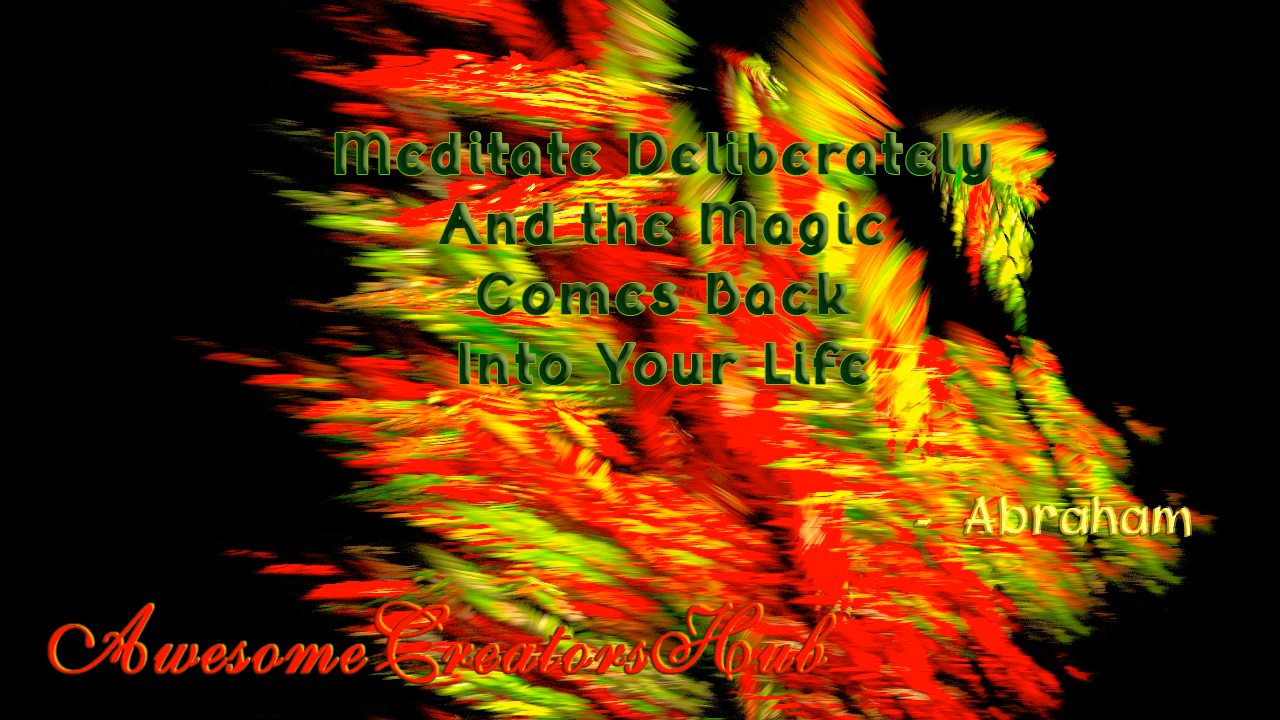 Meditate Deliberately
And the Magic
Comes Back
Into Your Life
- Abraham
AwesomeCreatorsHub